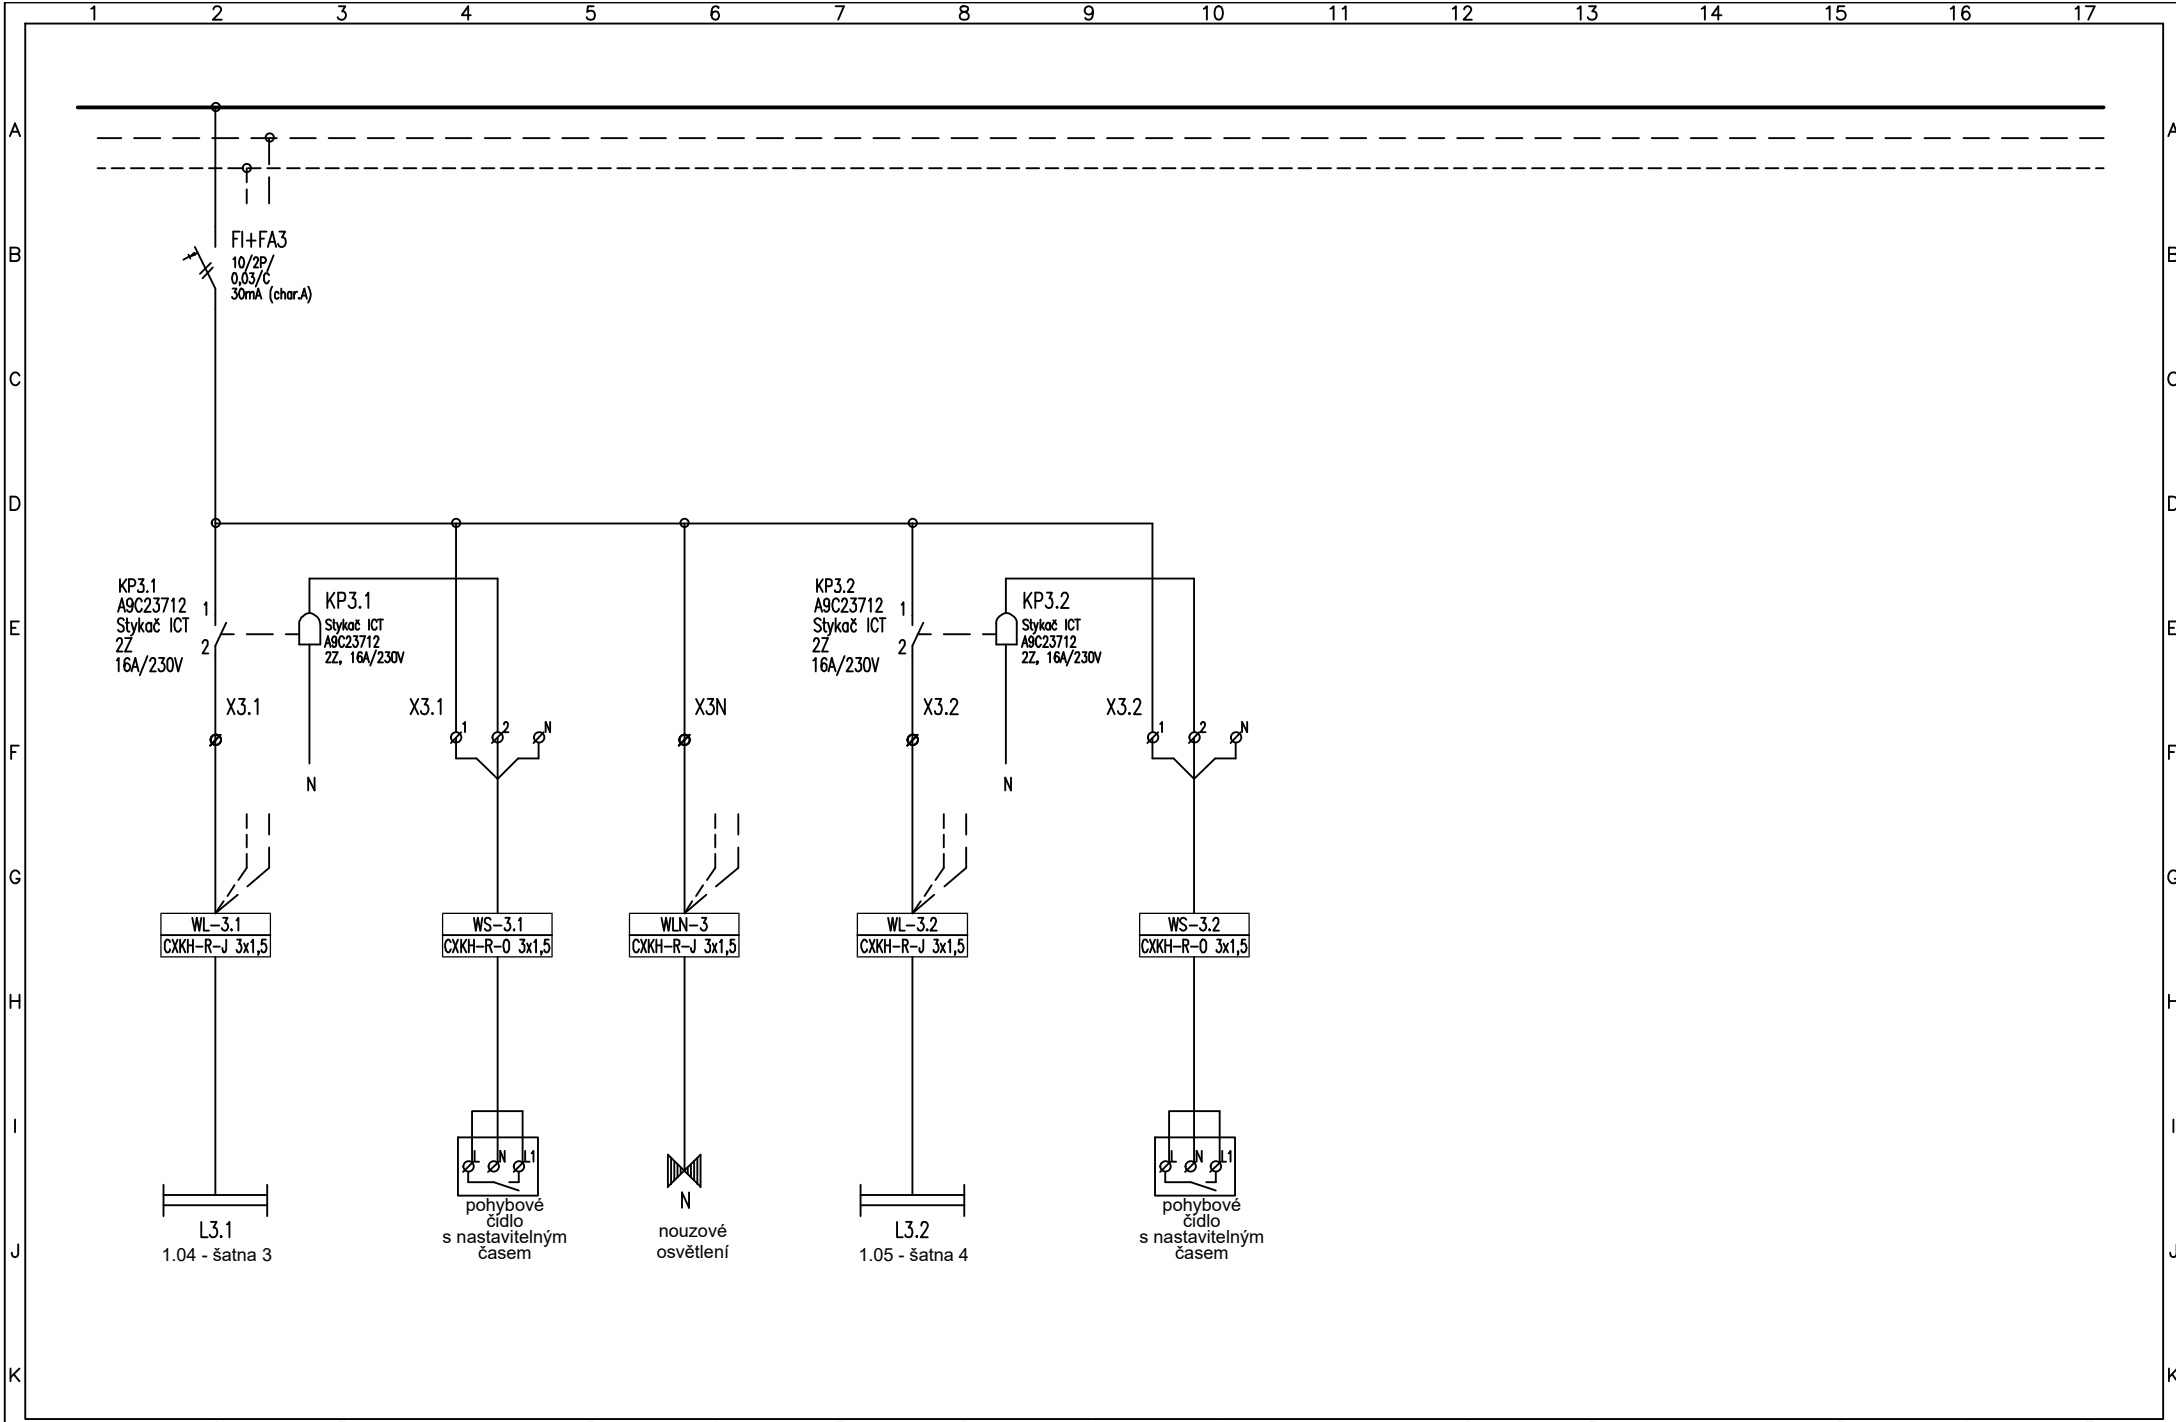 1 2 3 4 5 6 7 8 9 10 11 12 13 14 15 16 17
A A
FI+FA3
B B
10/2P/
0,03/C
30mA (char.A)
C C
D D
KP3.1
A9C23712
Stykač ICT
2Z
16A/230V
1
2
KP3.1
Stykač ICT
A9C23712
2Z, 16A/230V
KP3.2
A9C23712
Stykač ICT
2Z
16A/230V
1
2
KP3.2
Stykač ICT
A9C23712
2Z, 16A/230V
E E
X3.1 X3.1 X3N X3.2 X3.2
1 2 N 1 2 N
F F
N N
G G
WL-3.1 WS-3.1 WLN-3 WL-3.2 WS-3.2
CXKH-R-J 3x1,5 CXKH-R-O 3x1,5 CXKH-R-J 3x1,5 CXKH-R-J 3x1,5 CXKH-R-O 3x1,5
H H
I I
L N L1 L N L1
L3.1
1.04 - šatna 3
pohybové
čidlo
s nastavitelným
časem
N
nouzové
osvětlení
L3.2
1.05 - šatna 4
pohybové
čidlo
s nastavitelným
časem
J J
K K